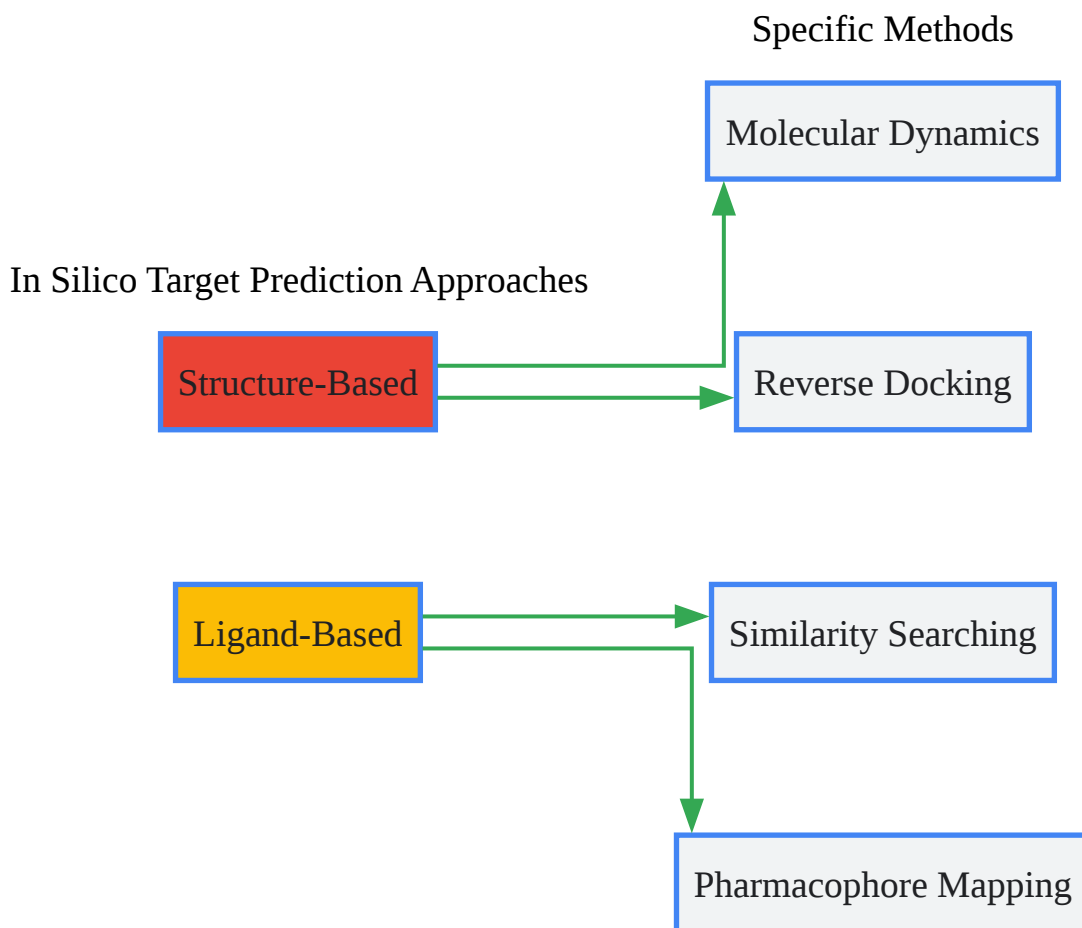 Specific Methods
Molecular Dynamics
In Silico Target Prediction Approaches
Structure-Based
Reverse Docking
Ligand-Based
Similarity Searching
Pharmacophore Mapping